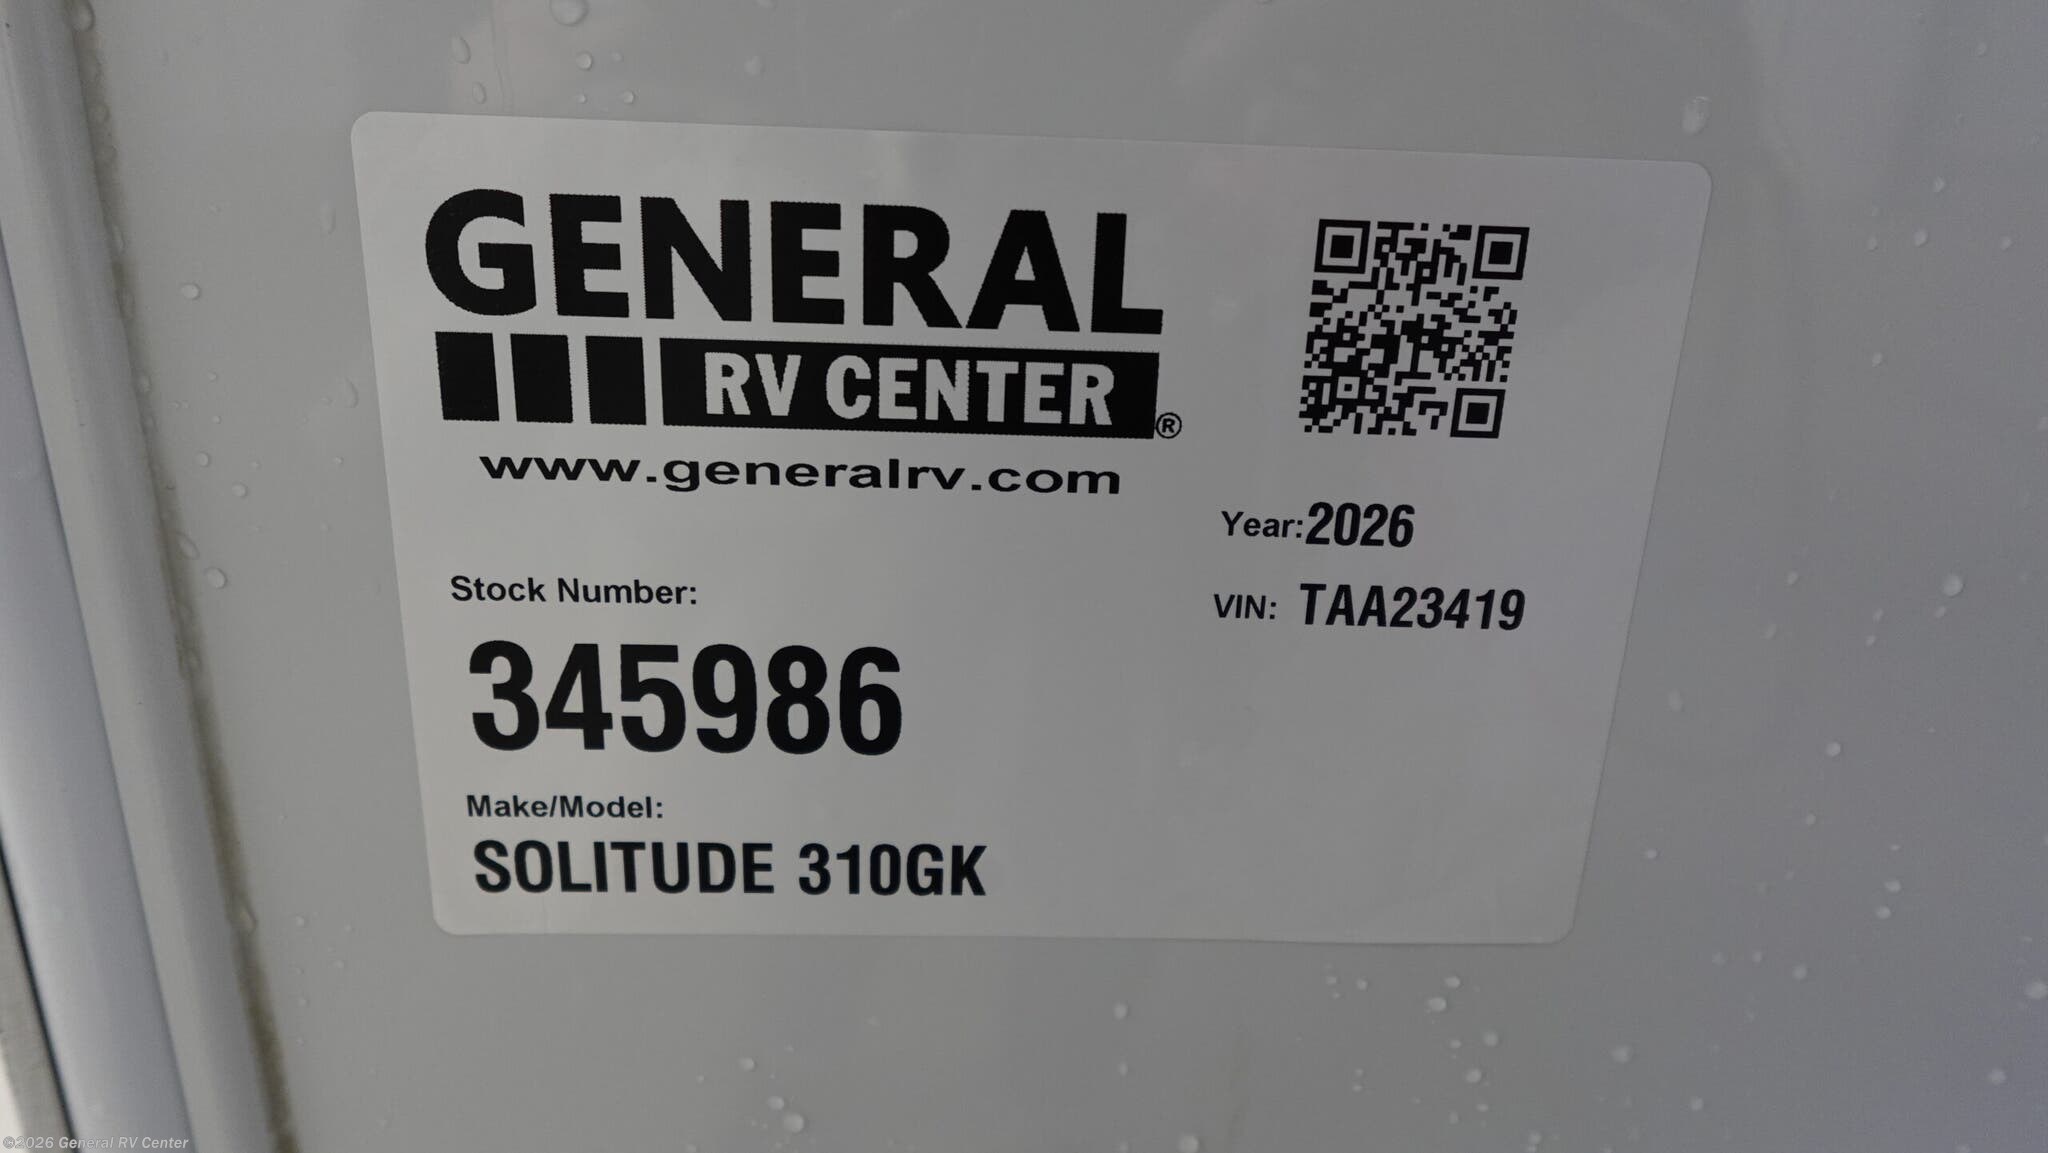 GENERAL
RV CENTER®
www.generalrv.com
Year:2026
VIN: TAA23419
Stock Number:
345986
Make/Model:
SOLITUDE 310GK
©2026 General RV Center